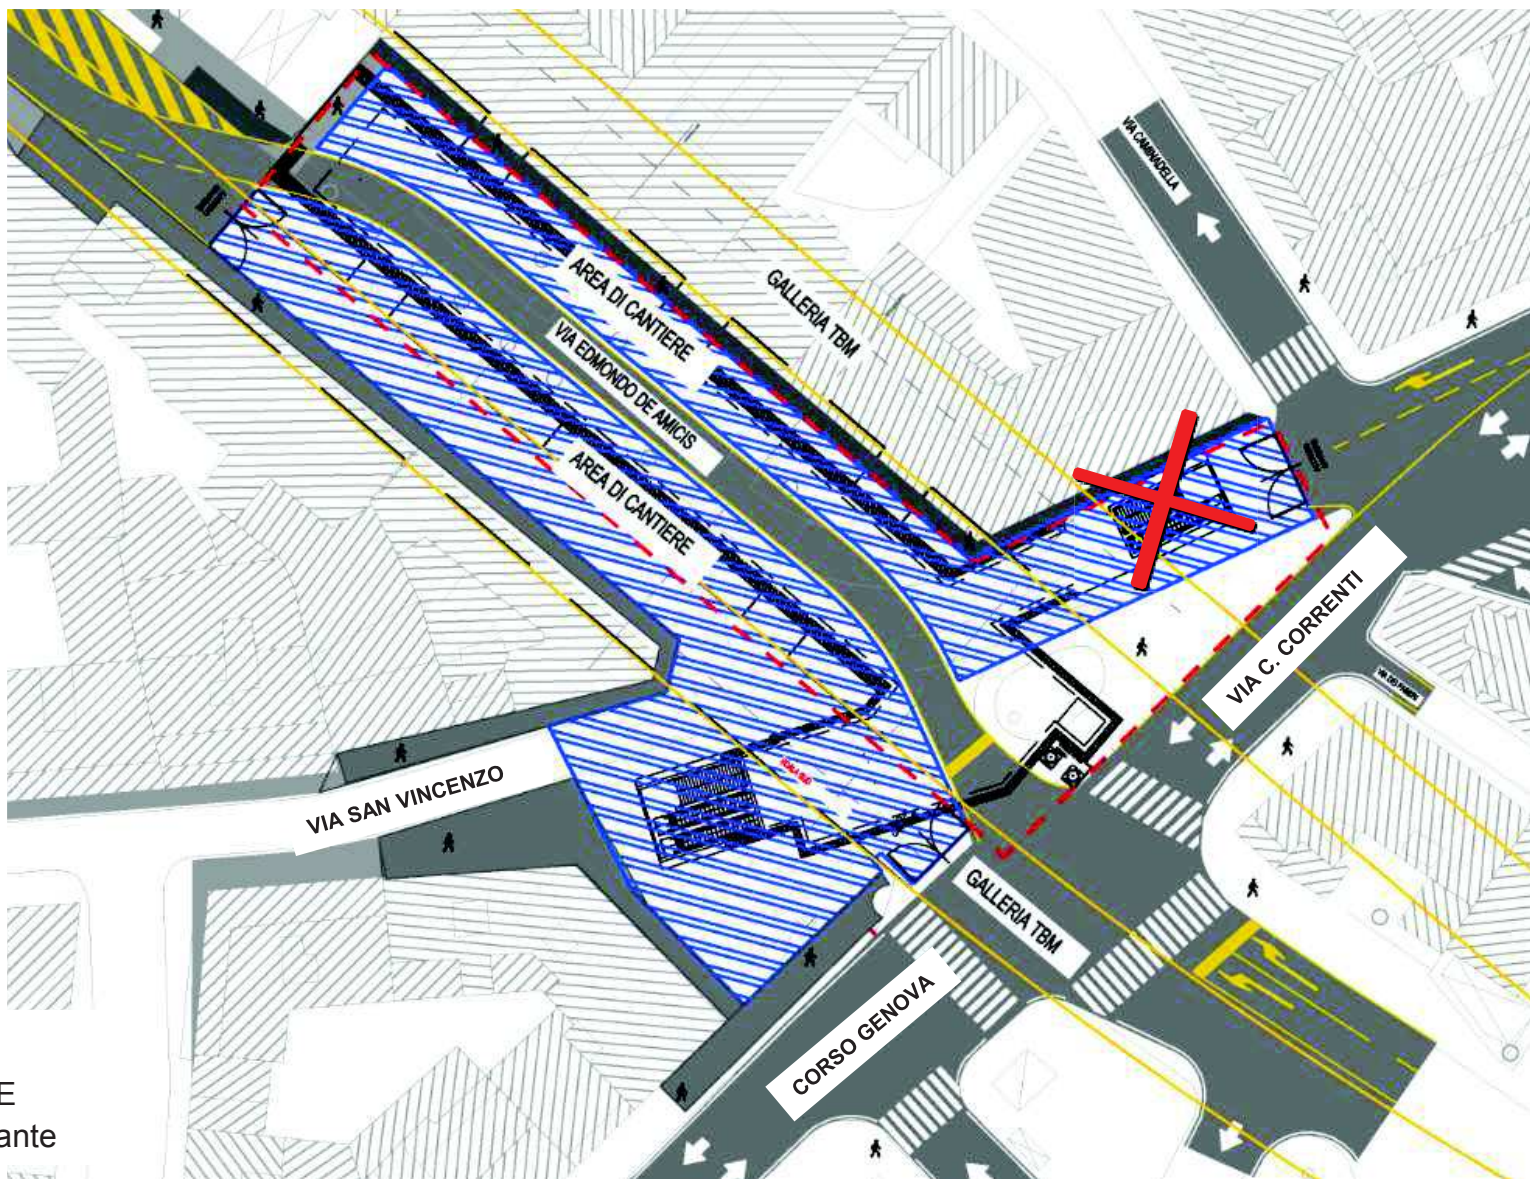 VIA CAMINADELLA
GALLERIA TBM
AREA DI CANTIERE
VIA EDMONDO DE AMICIS
AREA DI CANTIERE
VIA C. CORRENTI
VIA SAN VINCENZO
GALLERIA TBM
CORSO GENOVA
E
ante